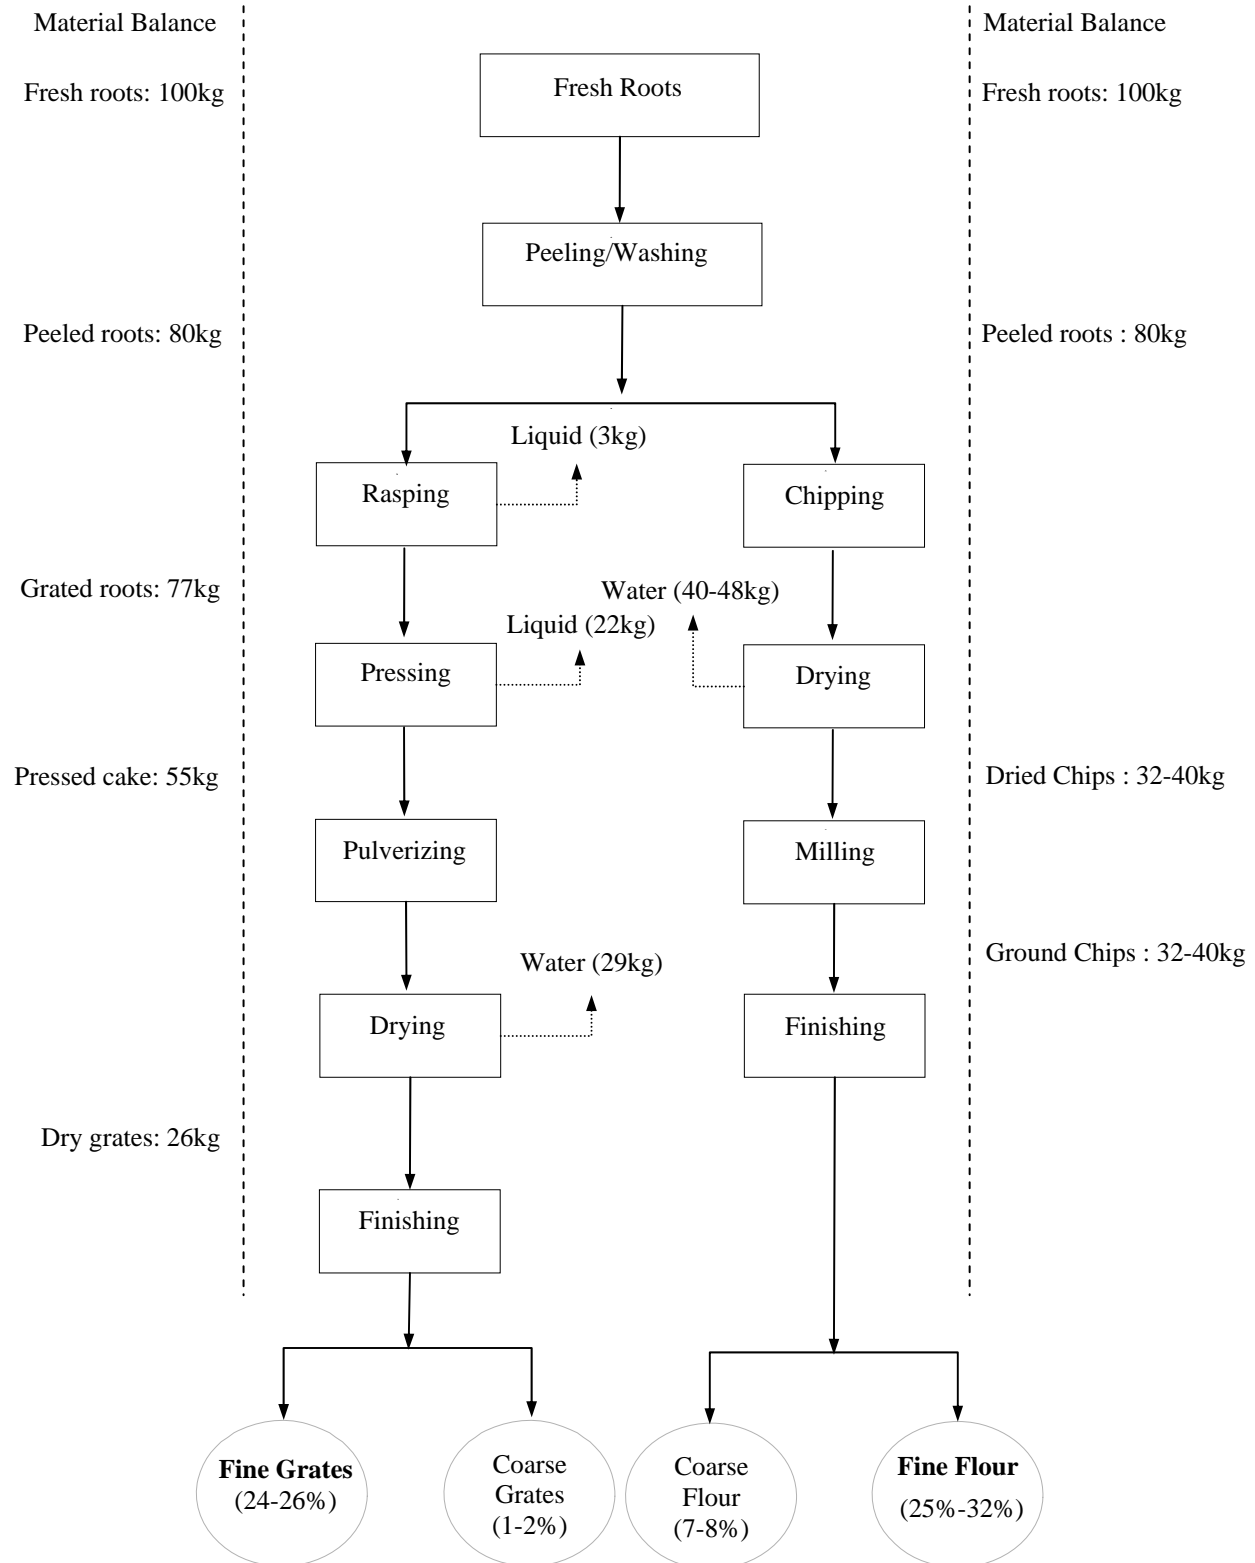 Material Balance
Material Balance
Fresh roots: 100kg
Fresh Roots
Fresh roots: 100kg
Peeling/Washing
Peeled roots: 80kg
Peeled roots : 80kg
Liquid (3kg)
Rasping
Chipping
Grated roots: 77kg
Water (40-48kg)
Liquid (22kg)
Pressing
Drying
Pressed cake: 55kg
Dried Chips : 32-40kg
Pulverizing
Milling
Water (29kg)
Ground Chips : 32-40kg
Drying
Finishing
Dry grates: 26kg
Finishing
Fine Grates
(24-26%)
Coarse
Grates
(1-2%)
Coarse
Flour
(7-8%)
Fine Flour
(25%-32%)